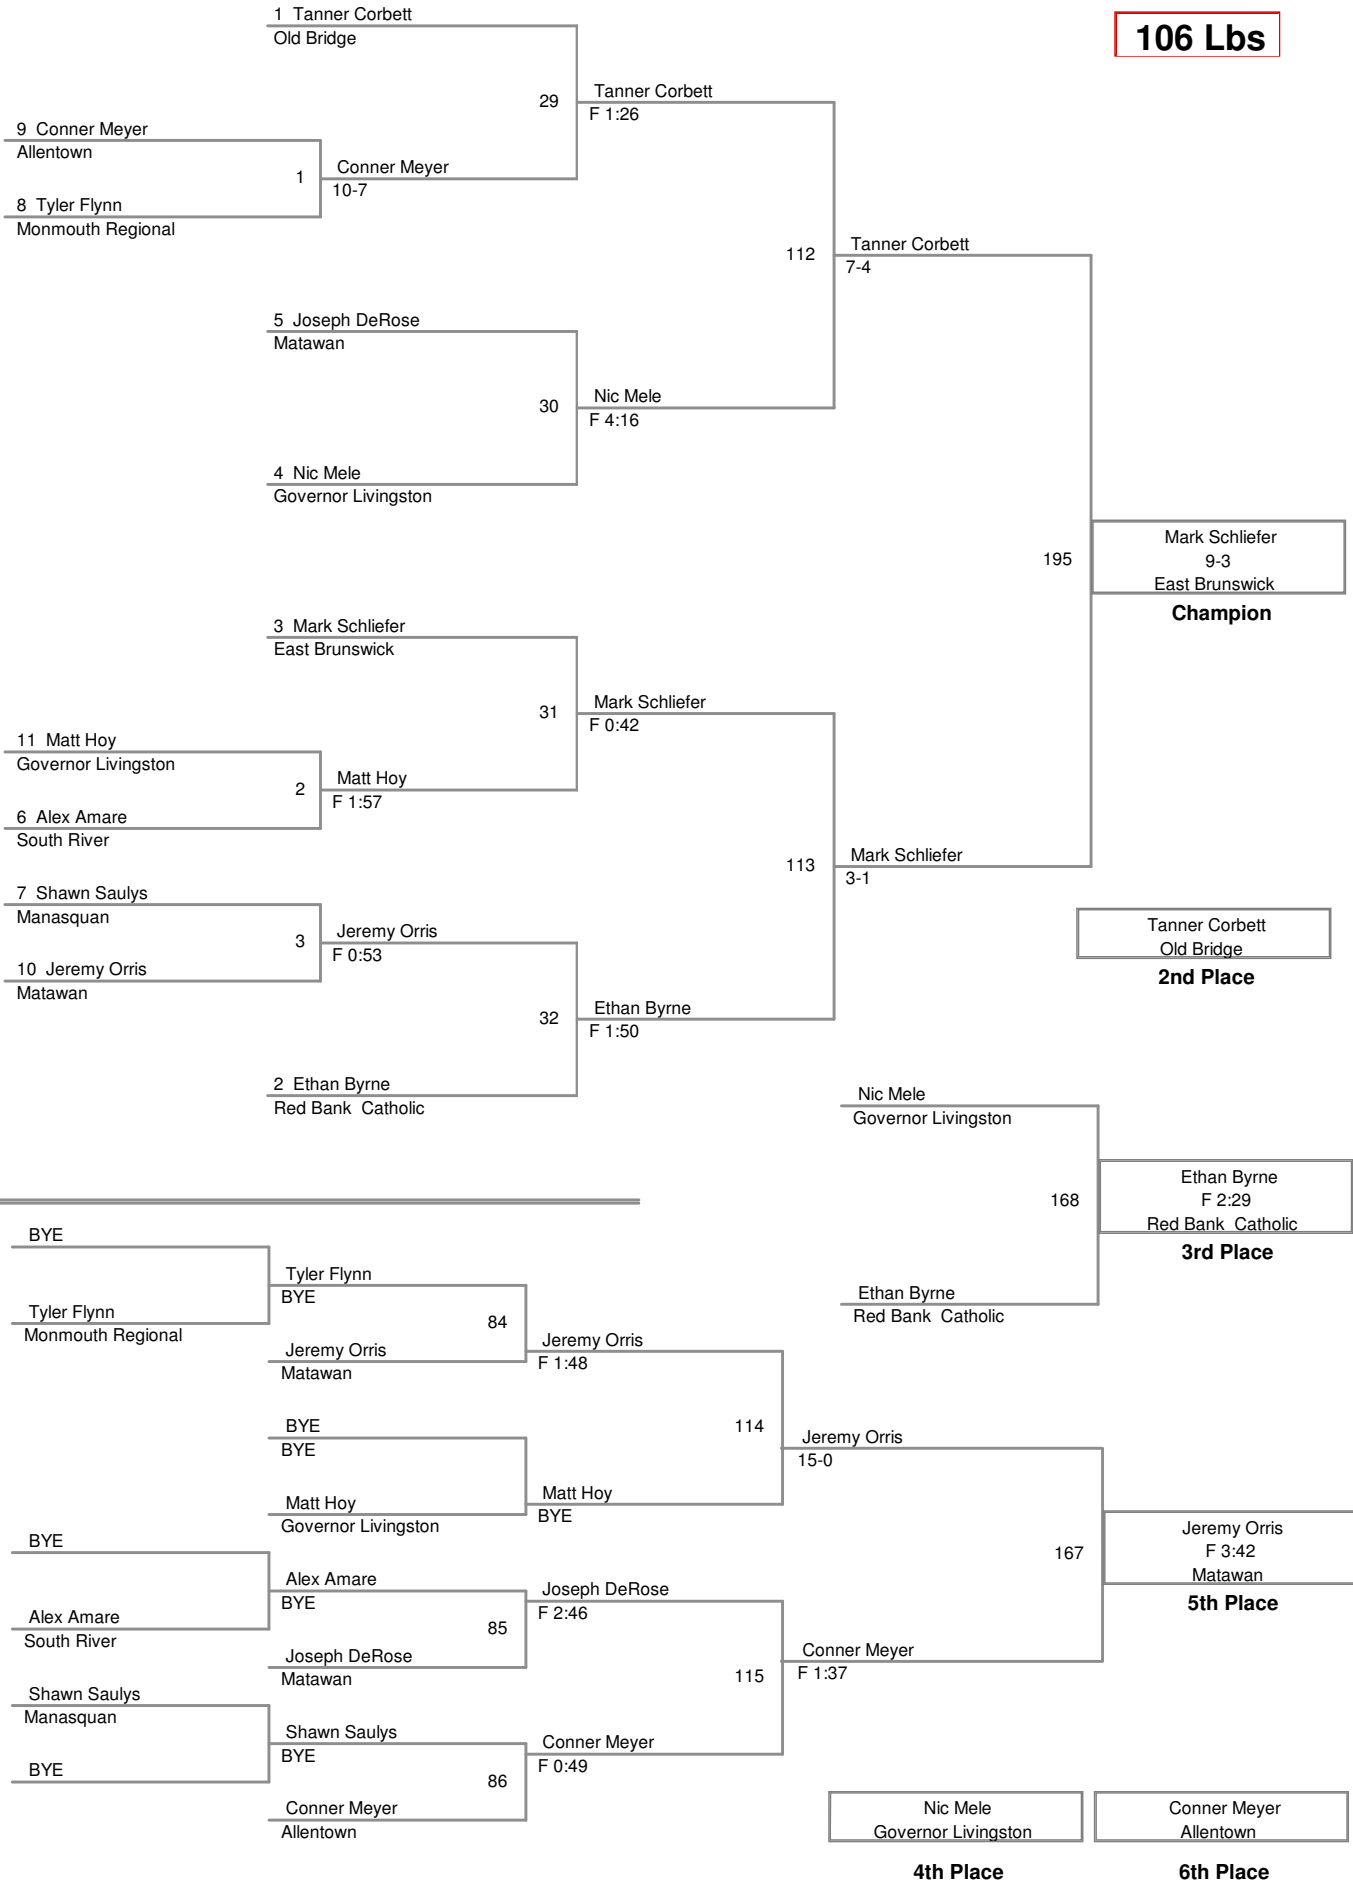 106 Lbs
1 Tanner Corbett
Old Bridge
29
Tanner Corbett
F 1:26
9 Conner Meyer
Allentown
1
Conner Meyer
10-7
8 Tyler Flynn
Monmouth Regional
112
Tanner Corbett
7-4
5 Joseph DeRose
Matawan
30
Nic Mele
F 4:16
4 Nic Mele
Governor Livingston
195
Mark Schliefer
9-3
East Brunswick
Champion
3 Mark Schliefer
East Brunswick
31
Mark Schliefer
F 0:42
11 Matt Hoy
Governor Livingston
2
Matt Hoy
F 1:57
6 Alex Amare
South River
113
Mark Schliefer
3-1
7 Shawn Saulys
Manasquan
3
Jeremy Orris
F 0:53
10 Jeremy Orris
Matawan
Tanner Corbett
Old Bridge
2nd Place
32
Ethan Byrne
F 1:50
2 Ethan Byrne
Red Bank Catholic
Nic Mele
Governor Livingston
168
Ethan Byrne
F 2:29
Red Bank Catholic
3rd Place
Ethan Byrne
Red Bank Catholic
BYE
Tyler Flynn
BYE
Tyler Flynn
Monmouth Regional
84
Jeremy Orris
F 1:48
Jeremy Orris
Matawan
114
Jeremy Orris
15-0
BYE
BYE
Matt Hoy
BYE
Matt Hoy
Governor Livingston
167
Jeremy Orris
F 3:42
Matawan
5th Place
BYE
Alex Amare
BYE
Alex Amare
South River
85
Joseph DeRose
F 2:46
Joseph DeRose
Matawan
115
Conner Meyer
F 1:37
Shawn Saulys
Manasquan
Shawn Saulys
BYE
BYE
86
Conner Meyer
F 0:49
Conner Meyer
Allentown
Nic Mele
Governor Livingston
4th Place
Conner Meyer
Allentown
6th Place